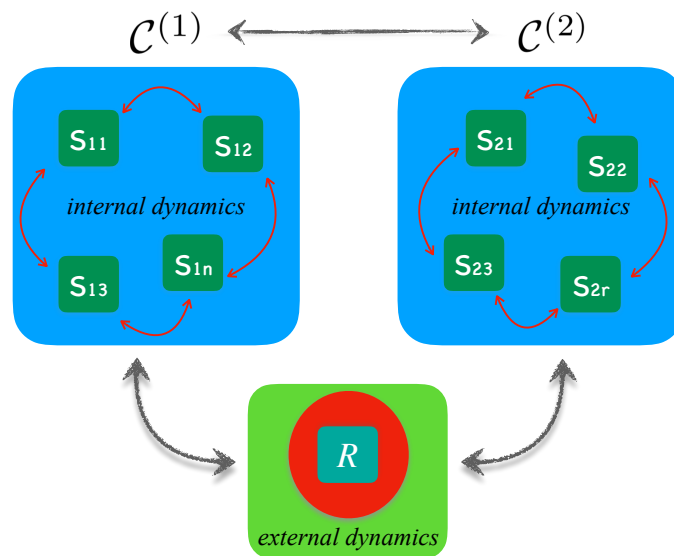 C(1) C(2)
S11 S12 S21 S22
internal dynamics internal dynamics
S13 S1n S23 S2r
R
external dynamics